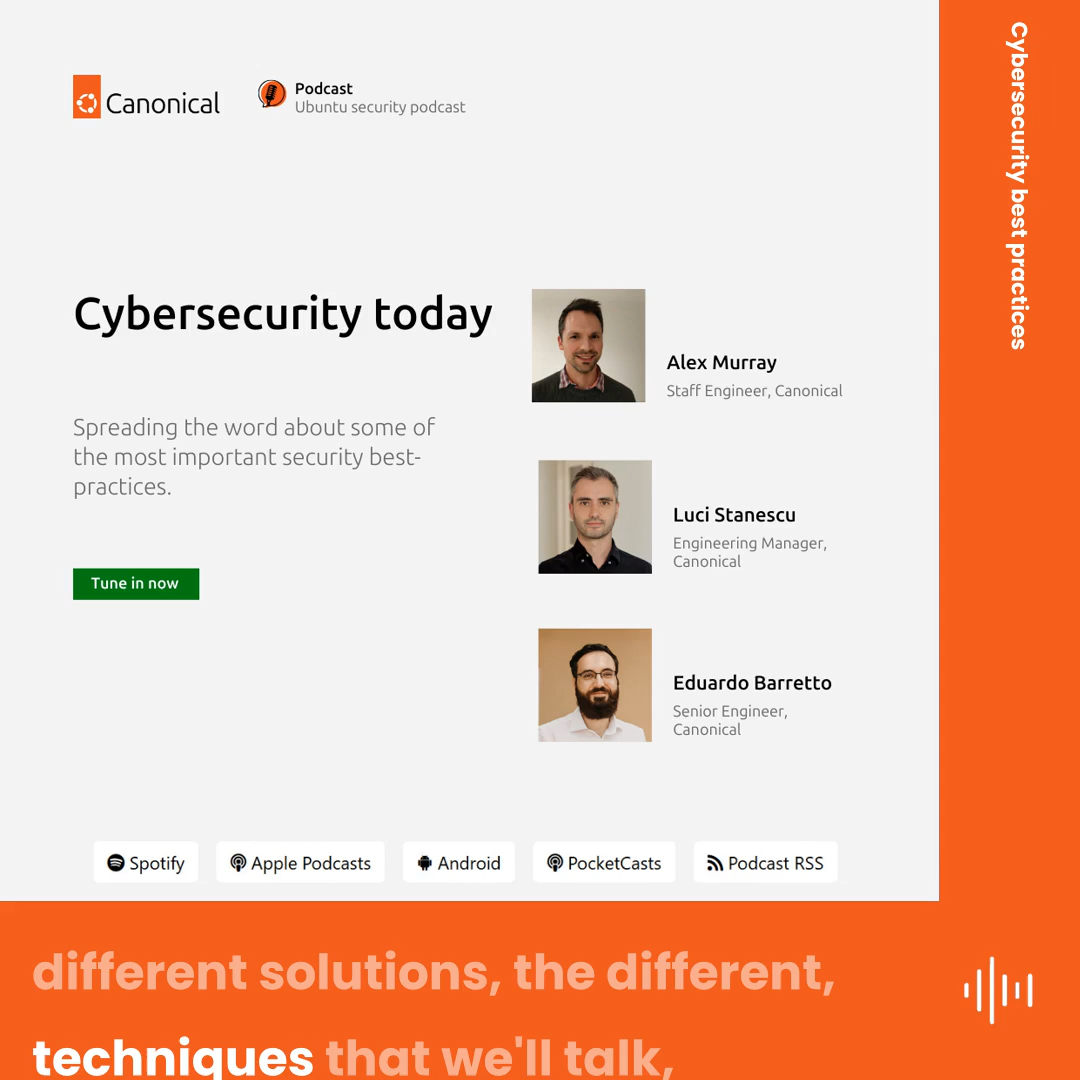 Canonical
Podcast
Ubuntu security podcast
Cybersecurity best practices
Cybersecurity today
Spreading the word about some of
the most important security best-
practices.
Tune in now
Alex Murray
Staff Engineer, Canonical
Luci Stanescu
Engineering Manager,
Canonical
Eduardo Barretto
Senior Engineer,
Canonical
Spotify
Apple Podcasts
Android
PocketCasts
Podcast RSS
different solutions, the different,
techniques that we'll talk,